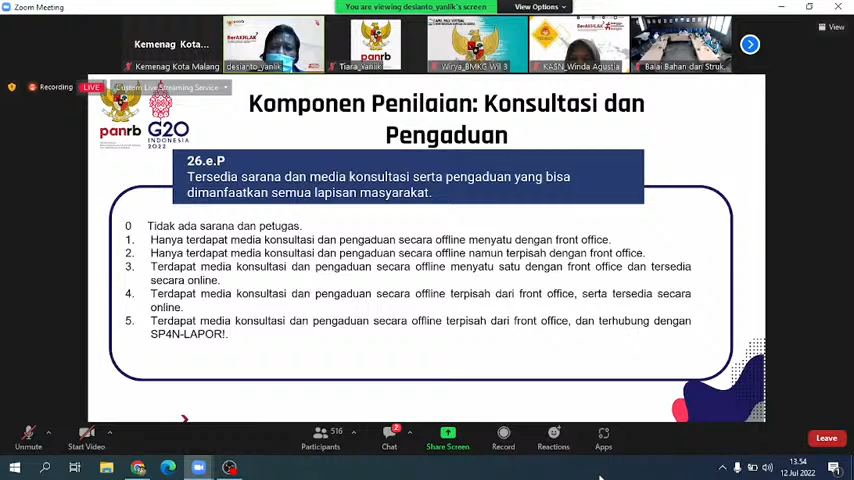 Zoom Meeting
You are viewing desianto_yanlik's screen
View Options
Kemenag Kota...
Kemenag Kota Malang
desianto_yanlik
BerAKHLAK
panrb
Tiara_Yanlik
Wirya_BMKG Wil 3
KASN_Winda Agustia
Balai Bahan dan Struk...
View
Recording
LIVE
Custom Live Streaming Service
panrb
G20
INDONESIA
2022
Komponen Penilaian: Konsultasi dan
Pengaduan
26.e.P
Tersedia sarana dan media konsultasi serta pengaduan yang bisa
dimanfaatkan semua lapisan masyarakat.
0 Tidak ada sarana dan petugas.
1. Hanya terdapat media konsultasi dan pengaduan secara offline menyatu dengan front office.
2. Hanya terdapat media konsultasi dan pengaduan secara offline namun terpisah dengan front office.
3. Terdapat media konsultasi dan pengaduan secara offline menyatu satu dengan front office dan tersedia
secara online.
4. Terdapat media konsultasi dan pengaduan secara offline terpisah dari front office, serta tersedia secara
online.
5. Terdapat media konsultasi dan pengaduan secara offline terpisah dari front office, dan terhubung dengan
SP4N-LAPOR!.
516
2
Unmute
Start Video
Participants
Chat
Share Screen
Record
Reactions
Apps
Leave
13.54
12 Jul 2022
1